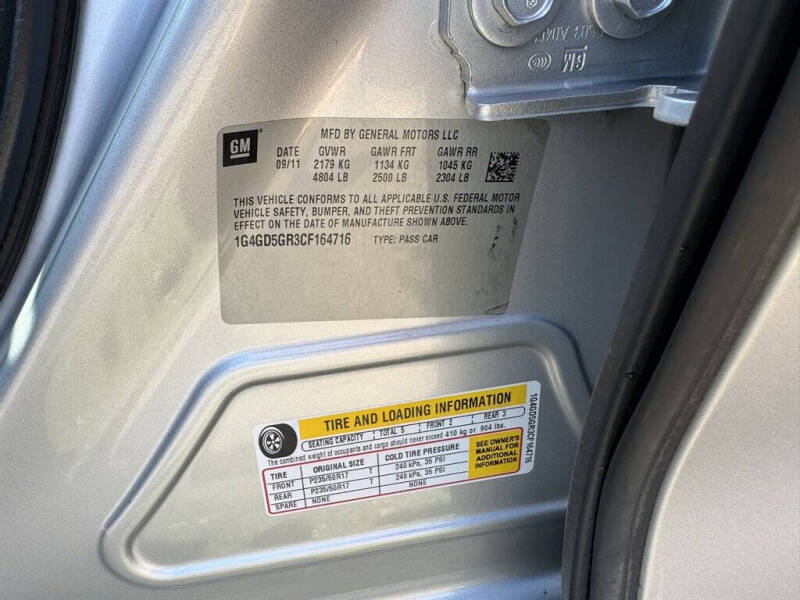 GM
MFD BY GENERAL MOTORS LLC
DATE GVWR GAWR FRT GAWR RR
09/11 2179 KG 1134 KG 1045 KG
4804 LB 2500 LB 2304 LB
THIS VEHICLE CONFORMS TO ALL APPLICABLE U.S. FEDERAL MOTOR
VEHICLE SAFETY, BUMPER, AND THEFT PREVENTION STANDARDS IN
EFFECT ON THE DATE OF MANUFACTURE SHOWN ABOVE.
1G4GD5GR3CF164716 TYPE: PASS CAR
GM
TIRE AND LOADING INFORMATION
SEATING CAPACITY : TOTAL 5 : FRONT 2 : REAR 3
The combined weight of occupants and cargo should never exceed 410 kg or 904 lbs.
TIRE ORIGINAL SIZE COLD TIRE PRESSURE
FRONT P235/50R17 T 240 kPa, 35 PSI
REAR P235/50R17 T 240 kPa, 35 PSI
SPARE NONE NONE
SEE OWNER'S
MANUAL FOR
ADDITIONAL
INFORMATION
1G4GD5GR3CF164716